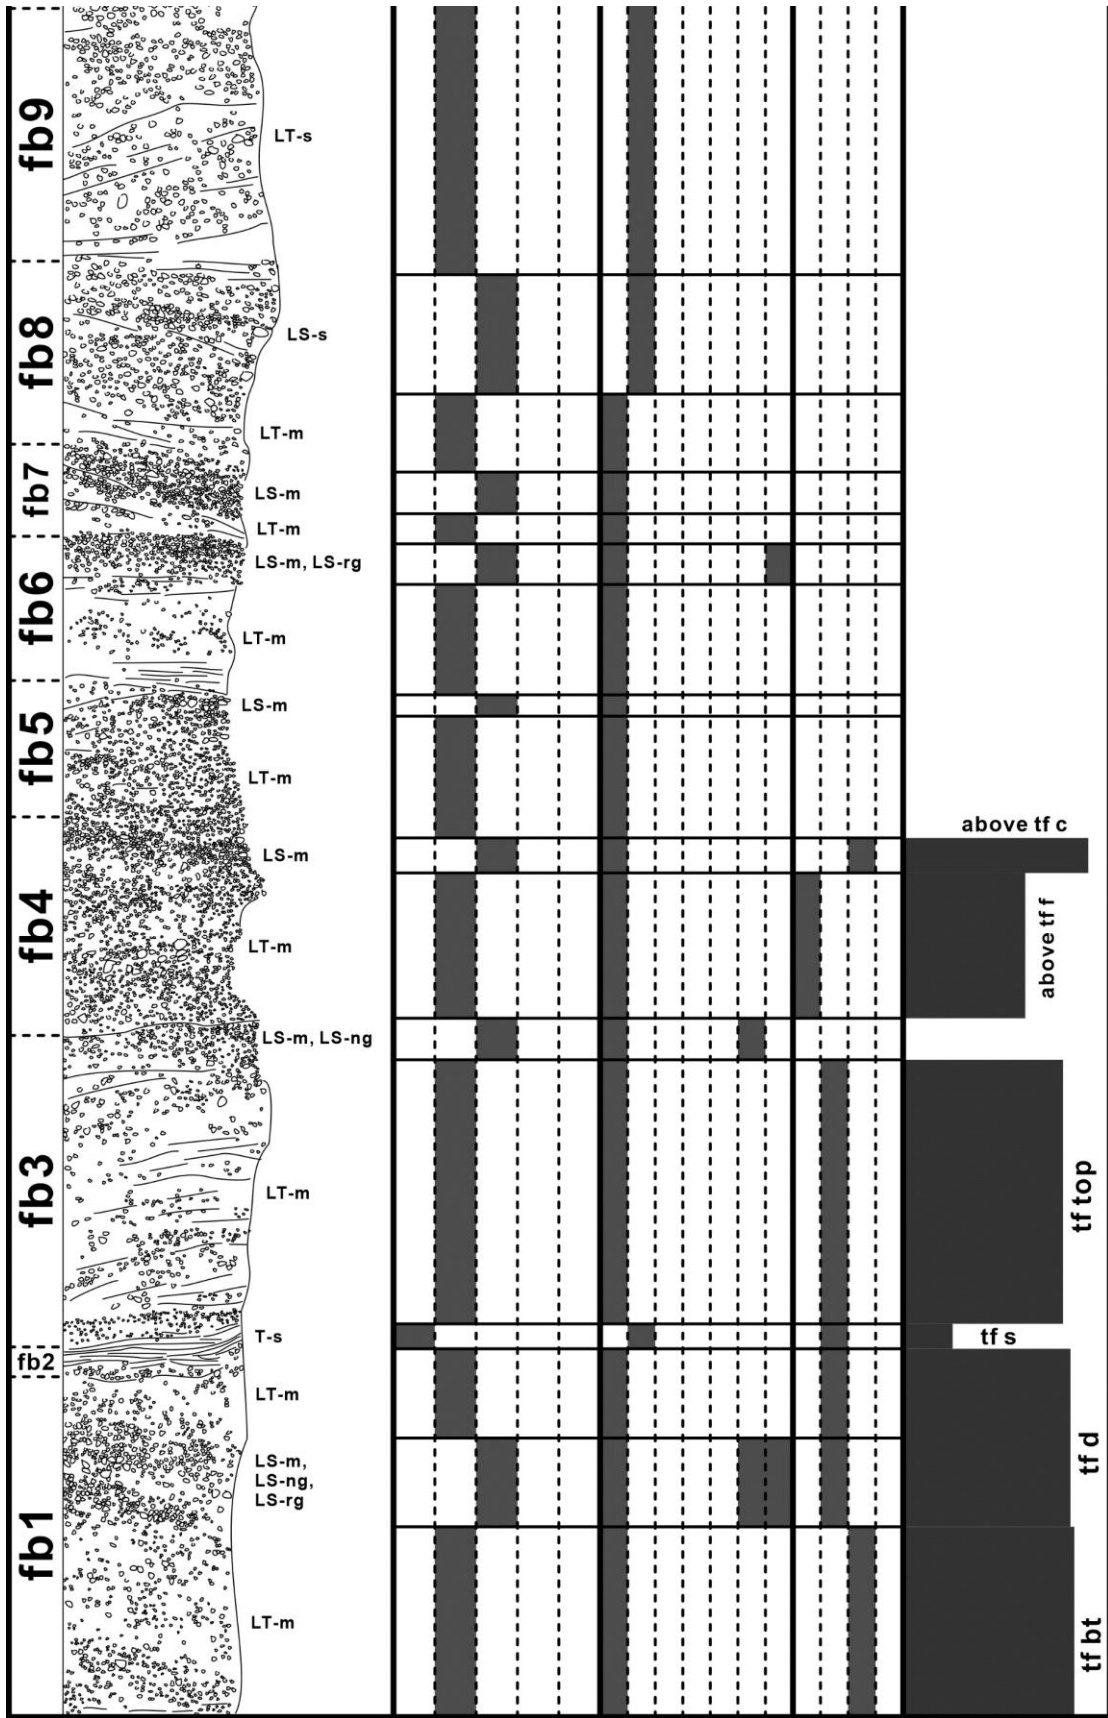 fb9
LT-s
fb8
LS-s
LT-m
fb7
LS-m
LT-m
fb6
LS-m, LS-rg
LT-m
fb5
LS-m
LT-m
fb4
LS-m
above tf c
above tf f
LT-m
LS-m, LS-ng
fb3
LT-m
tf top
T-s
tf s
fb2
LT-m
LS-m,
LS-ng,
LS-rg
tf d
fb1
LT-m
tf bt